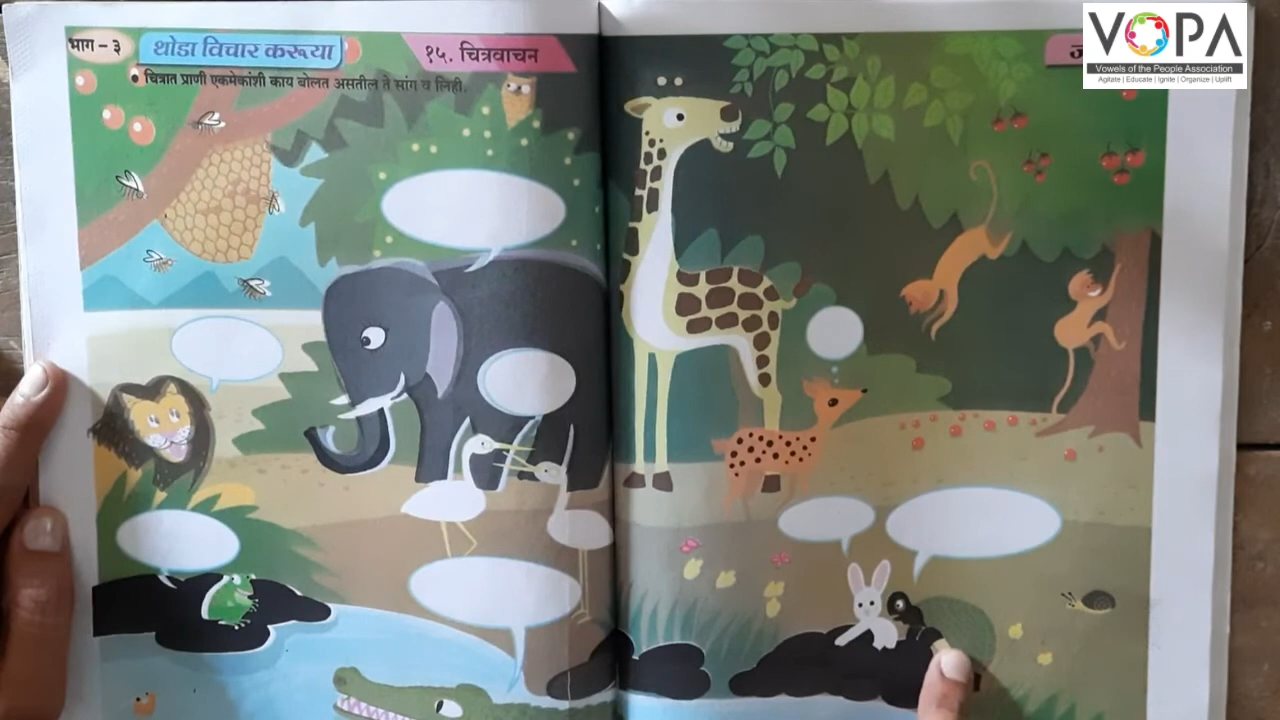 भाग - ३
थोडा विचार करूया
१५. चित्रवाचन
चित्रात प्राणी एकमेकांशी काय बोलत असतील ते सांग व लिही.
VOPA
Vowels of the People Association
Agitate | Educate | Ignite | Organize | Uplift